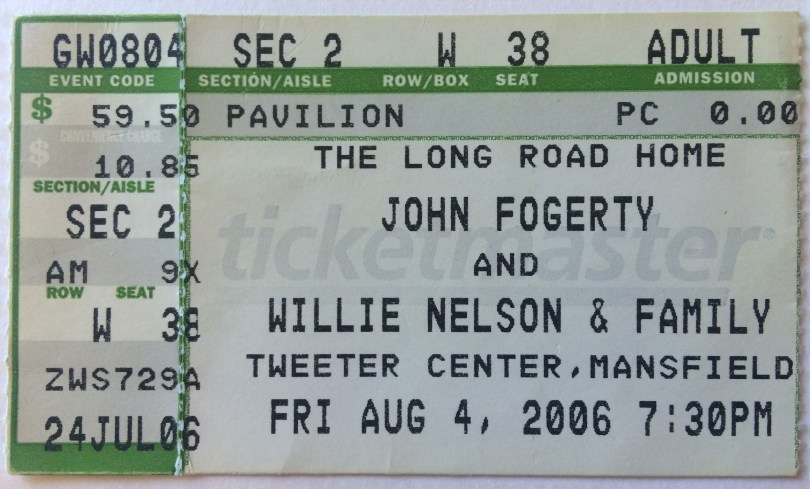 GW0804 SEC 2 W 38 ADULT
EVENT CODE SECTION/AISLE ROW/BOX SEAT ADMISSION
$ 59.50 PAVILION PC 0.00
CONVENIENCE CHARGE
$ 10.85 THE LONG ROAD HOME
SECTION/AISLE
SEC 2 JOHN FOGERTY
ticketmaster
AM 9X AND
ROW SEAT
W 38 WILLIE NELSON & FAMILY
ZWS729A TWEETER CENTER, MANSFIELD
24JUL06 FRI AUG 4, 2006 7:30PM